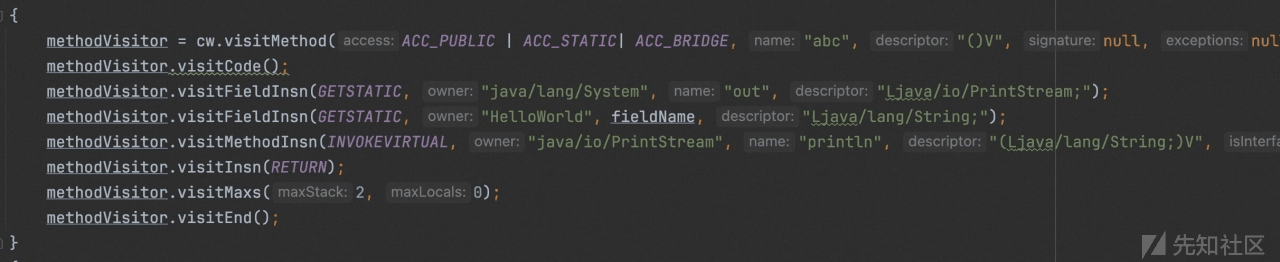 {
methodVisitor = cw.visitMethod( access: ACC_PUBLIC | ACC_STATIC| ACC_BRIDGE, name: "abc", descriptor: "()V", signature: null, exceptions: nul
methodVisitor.visitCode();
methodVisitor.visitFieldInsn(GETSTATIC, owner: "java/lang/System", name: "out", descriptor: "Ljava/io/PrintStream;");
methodVisitor.visitFieldInsn(GETSTATIC, owner: "HelloWorld", fieldName, descriptor: "Ljava/lang/String;");
methodVisitor.visitMethodInsn(INVOKEVIRTUAL, owner: "java/io/PrintStream", name: "println", descriptor: "(Ljava/lang/String;)V", isInterfa
methodVisitor.visitInsn(RETURN);
methodVisitor.visitMaxs( maxStack: 2, maxLocals: 0);
methodVisitor.visitEnd();
}
先知社区